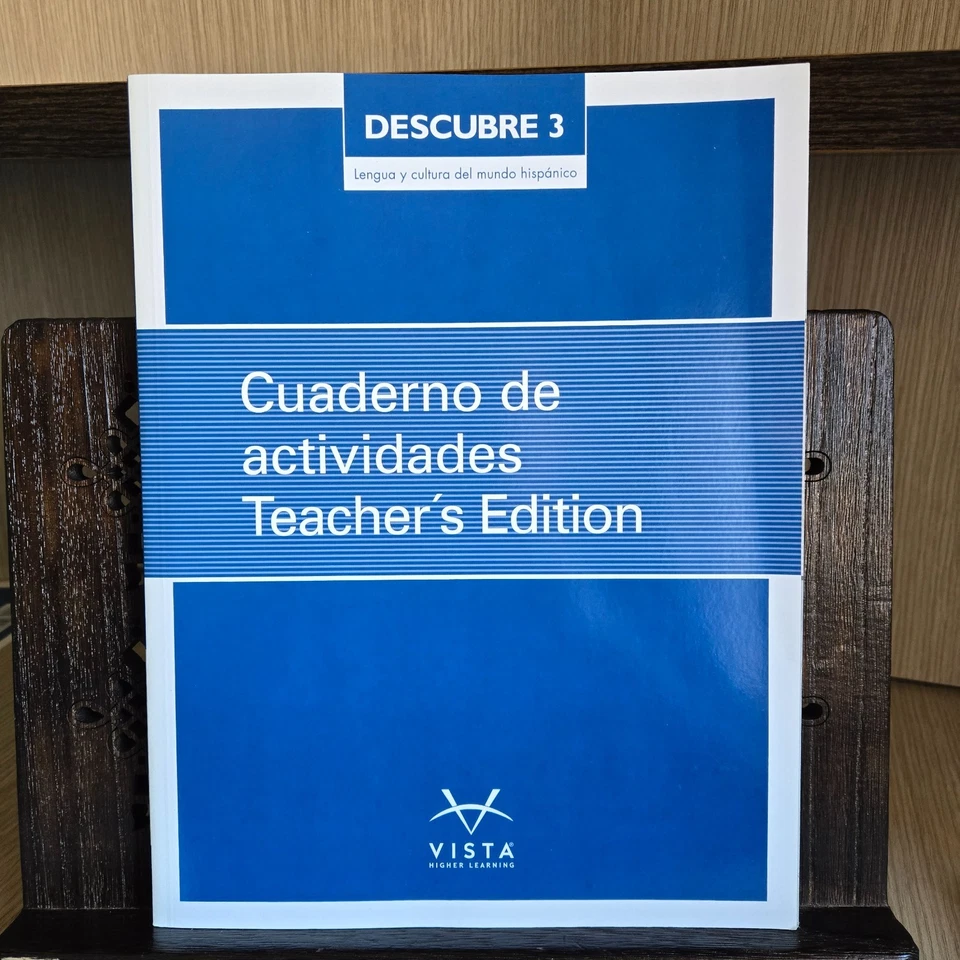 DESCUBRE 3
Lengua y cultura del mundo hispánico
Cuaderno de
actividades
Teacher´s Edition
VISTA®
HIGHER LEARNING